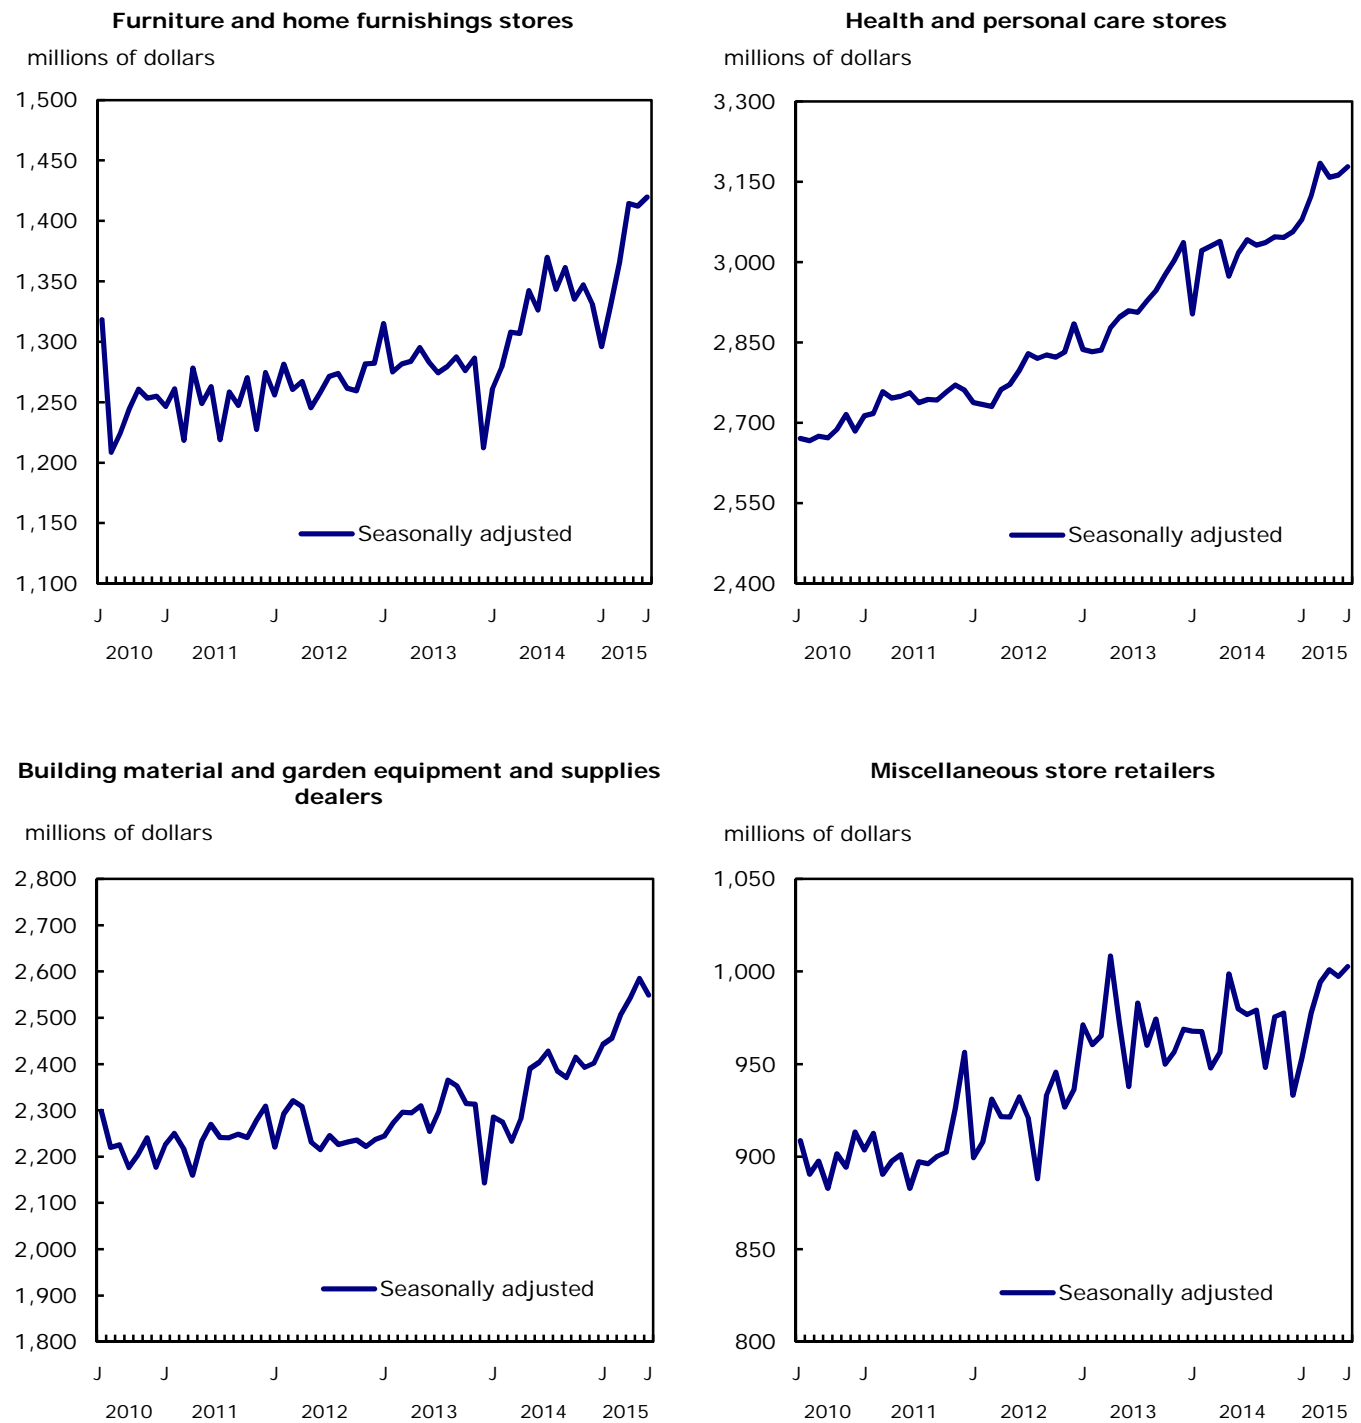 Furniture and home furnishings stores
millions of dollars
1,500
1,450
1,400
1,350
1,300
1,250
1,200
1,150
1,100
Seasonally adjusted
J J J J J J J
2010 2011 2012 2013 2014 2015
Health and personal care stores
millions of dollars
3,300
3,150
3,000
2,850
2,700
2,550
2,400
Seasonally adjusted
J J J J J J J
2010 2011 2012 2013 2014 2015
Building material and garden equipment and supplies
dealers
millions of dollars
2,800
2,700
2,600
2,500
2,400
2,300
2,200
2,100
2,000
1,900
1,800
Seasonally adjusted
J J J J J J J
2010 2011 2012 2013 2014 2015
Miscellaneous store retailers
millions of dollars
1,050
1,000
950
900
850
800
Seasonally adjusted
J J J J J J J
2010 2011 2012 2013 2014 2015